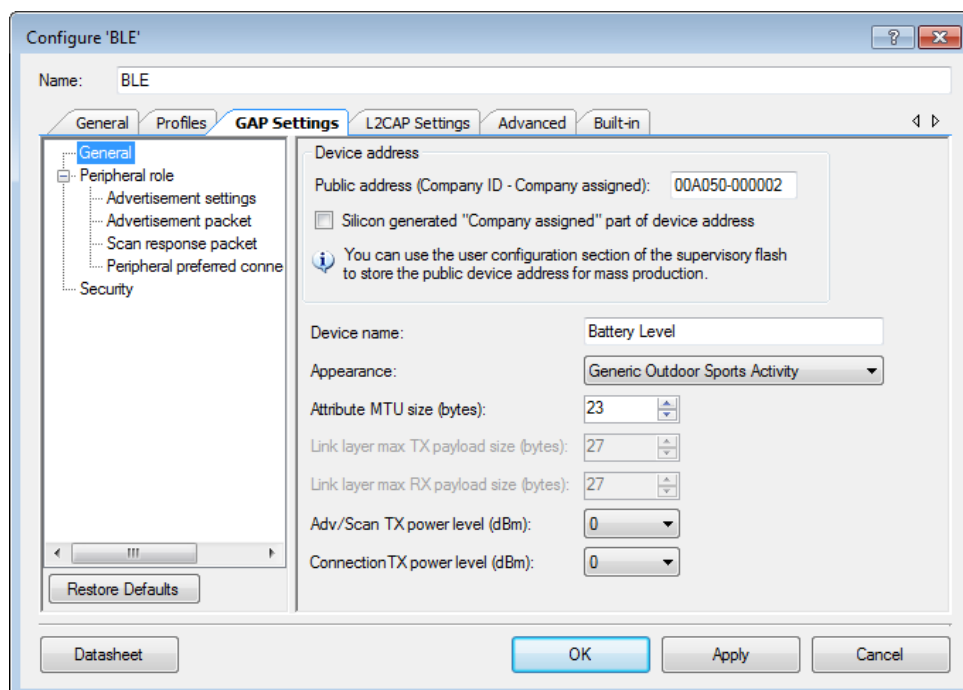 Configure 'BLE'
Name: BLE
General Profiles GAP Settings L2CAP Settings Advanced Built-in
General
Peripheral role
Advertisement settings
Advertisement packet
Scan response packet
Peripheral preferred conne
Security
Restore Defaults
Device address
Public address (Company ID - Company assigned): 00A050-000002
Silicon generated "Company assigned" part of device address
You can use the user configuration section of the supervisory flash
to store the public device address for mass production.
Device name: Battery Level
Appearance: Generic Outdoor Sports Activity
Attribute MTU size (bytes): 23
Link layer max TX payload size (bytes): 27
Link layer max RX payload size (bytes): 27
Adv/Scan TX power level (dBm): 0
Connection TX power level (dBm): 0
Datasheet OK Apply Cancel